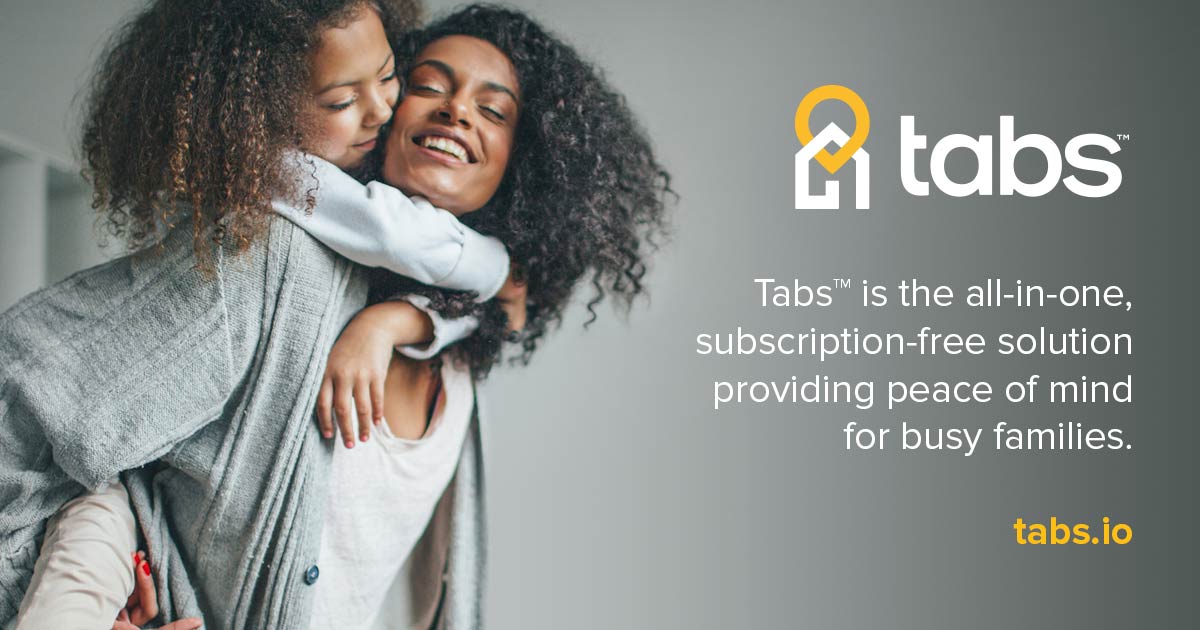 tabs™
Tabs™ is the all-in-one,
subscription-free solution
providing peace of mind
for busy families.
tabs.io